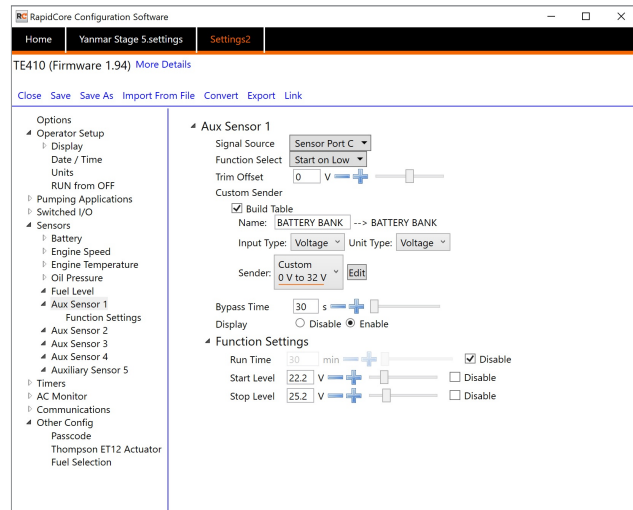 RC RapidCore Configuration Software
Home Yanmar Stage 5.settings Settings2
TE410 (Firmware 1.94) More Details
Close Save Save As Import From File Convert Export Link
Options
Operator Setup
Display
Date / Time
Units
RUN from OFF
Pumping Applications
Switched I/O
Sensors
Battery
Engine Speed
Engine Temperature
Oil Pressure
Fuel Level
Aux Sensor 1
Function Settings
Aux Sensor 2
Aux Sensor 3
Aux Sensor 4
Auxiliary Sensor 5
Timers
AC Monitor
Communications
Other Config
Passcode
Thompson ET12 Actuator
Fuel Selection
Aux Sensor 1
Signal Source Sensor Port C
Function Select Start on Low
Trim Offset 0 V
Custom Sender
Build Table
Name: BATTERY BANK --> BATTERY BANK
Input Type: Voltage Unit Type: Voltage
Sender: Custom
0 V to 32 V Edit
Bypass Time 30 s
Display Disable Enable
Function Settings
Run Time 30 min Disable
Start Level 22.2 V Disable
Stop Level 25.2 V Disable